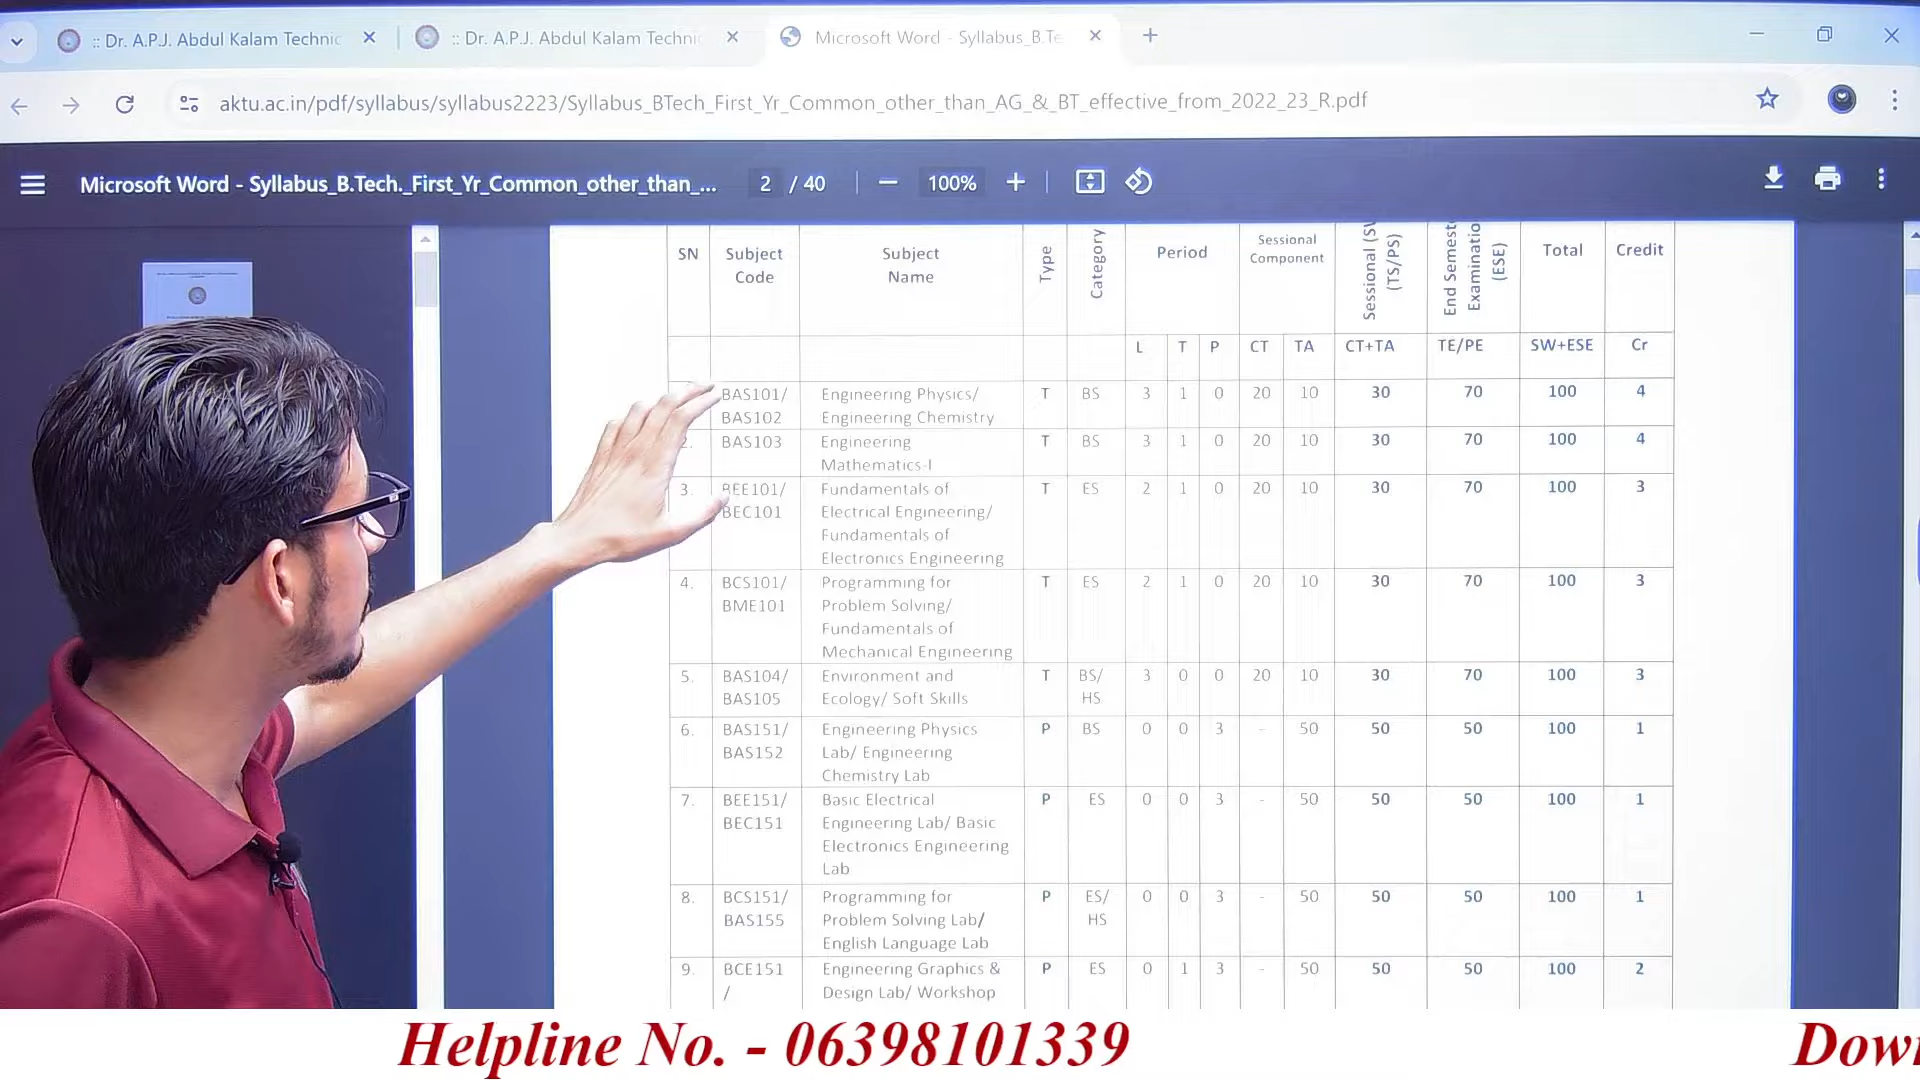 :: Dr. A.P.J. Abdul Kalam Technic
:: Dr. A.P.J. Abdul Kalam Technic
Microsoft Word - Syllabus_B.Te
aktu.ac.in/pdf/syllabus/syllabus2223/Syllabus_BTech_First_Yr_Common_other_than_AG_&_BT_effective_from_2022_23_R.pdf
Microsoft Word - Syllabus_B.Tech._First_Yr_Common_other_than_...
2 / 40
100%
SN Subject Code Subject Name Type Category Period Sessional Component Sessional (S (TS/PS) End Semest Examinatio (ESE) Total Credit
L T P CT TA CT+TA TE/PE SW+ESE Cr
BAS101/ Engineering Physics/ T BS 3 1 0 20 10 30 70 100 4
BAS102 Engineering Chemistry
2. BAS103 Engineering T BS 3 1 0 20 10 30 70 100 4
Mathematics-I
3. BEE101/ Fundamentals of T ES 2 1 0 20 10 30 70 100 3
BEC101 Electrical Engineering/
Fundamentals of
Electronics Engineering
4. BCS101/ Programming for T ES 2 1 0 20 10 30 70 100 3
BME101 Problem Solving/
Fundamentals of
Mechanical Engineering
5. BAS104/ Environment and T BS/ 3 0 0 20 10 30 70 100 3
BAS105 Ecology/ Soft Skills HS
6. BAS151/ Engineering Physics P BS 0 0 3 - 50 50 50 100 1
BAS152 Lab/ Engineering
Chemistry Lab
7. BEE151/ Basic Electrical P ES 0 0 3 - 50 50 50 100 1
BEC151 Engineering Lab/ Basic
Electronics Engineering
Lab
8. BCS151/ Programming for P ES/ 0 0 3 - 50 50 50 100 1
BAS155 Problem Solving Lab/ HS
English Language Lab
9. BCE151 Engineering Graphics & P ES 0 1 3 - 50 50 50 100 2
/ Design Lab/ Workshop
Helpline No. - 06398101339
Down